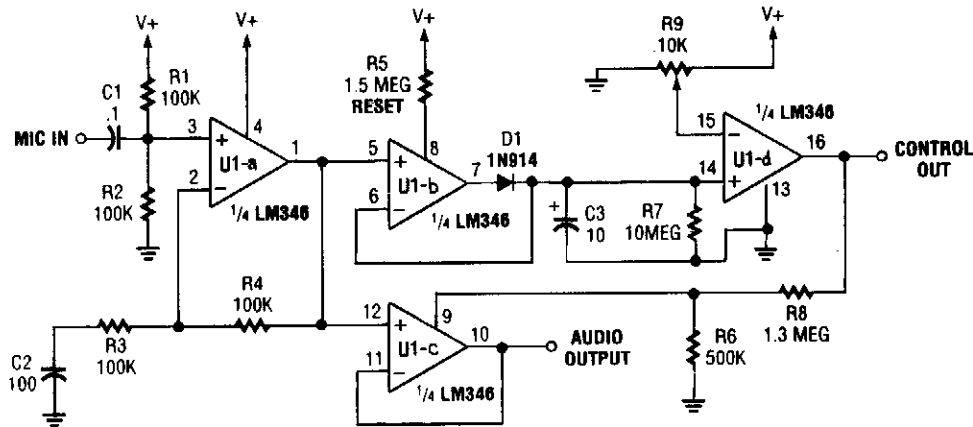 V+
V+
V+
V+
R9
10K
R1
100K
R5
1.5 MEG
RESET
C1
.1
MIC IN
3
+
4
U1-a
1
2
−
1/4 LM346
R2
100K
5
+
8
U1-b
7
6
−
1/4 LM346
D1
1N914
+
C3
10
R7
10MEG
1/4 LM346
15
−
U1-d
16
14
+
13
CONTROL
OUT
R4
100K
R3
100K
C2
100
12
+
9
U1-c
10
11
−
1/4 LM346
AUDIO
OUTPUT
R6
500K
R8
1.3 MEG